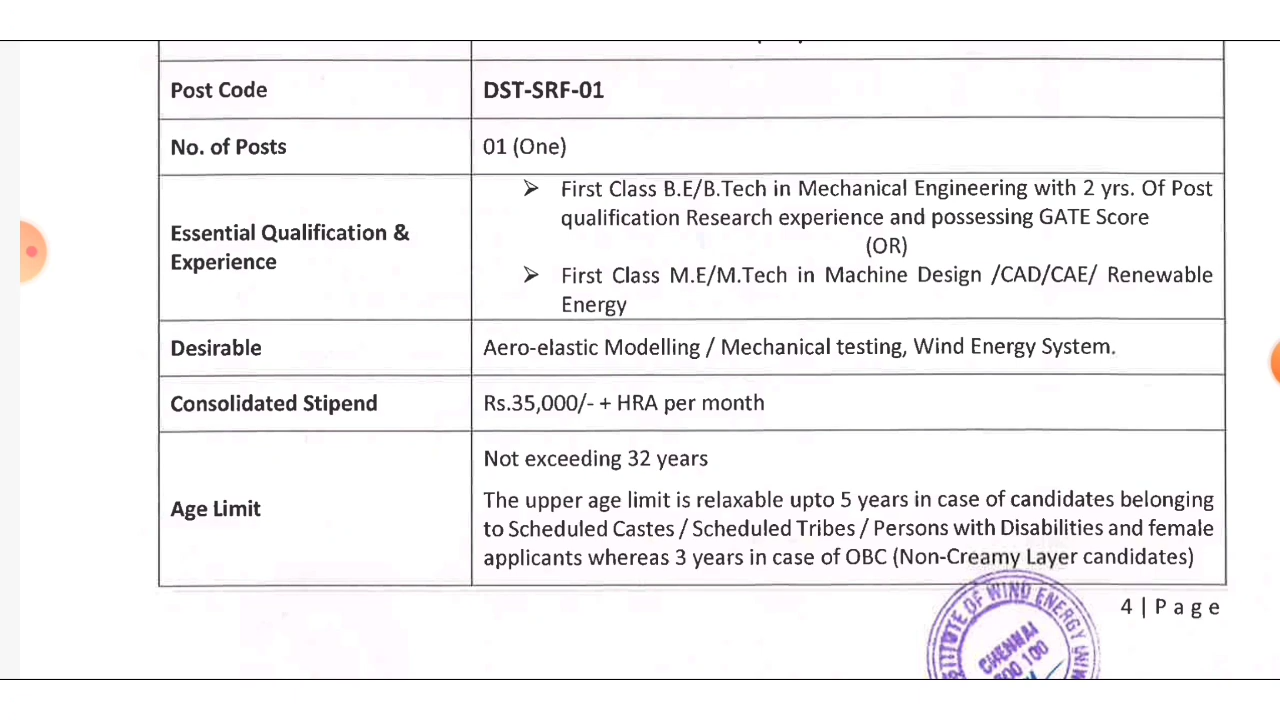 Post Code
DST-SRF-01
No. of Posts
01 (One)
Essential Qualification &
Experience
➢ First Class B.E/B.Tech in Mechanical Engineering with 2 yrs. Of Post
qualification Research experience and possessing GATE Score
(OR)
➢ First Class M.E/M.Tech in Machine Design /CAD/CAE/ Renewable
Energy
Desirable
Aero-elastic Modelling / Mechanical testing, Wind Energy System.
Consolidated Stipend
Rs.35,000/- + HRA per month
Age Limit
Not exceeding 32 years
The upper age limit is relaxable upto 5 years in case of candidates belonging
to Scheduled Castes / Scheduled Tribes / Persons with Disabilities and female
applicants whereas 3 years in case of OBC (Non-Creamy Layer candidates)
4 | P a g e
OF WIND ENERGY
CHENNAI